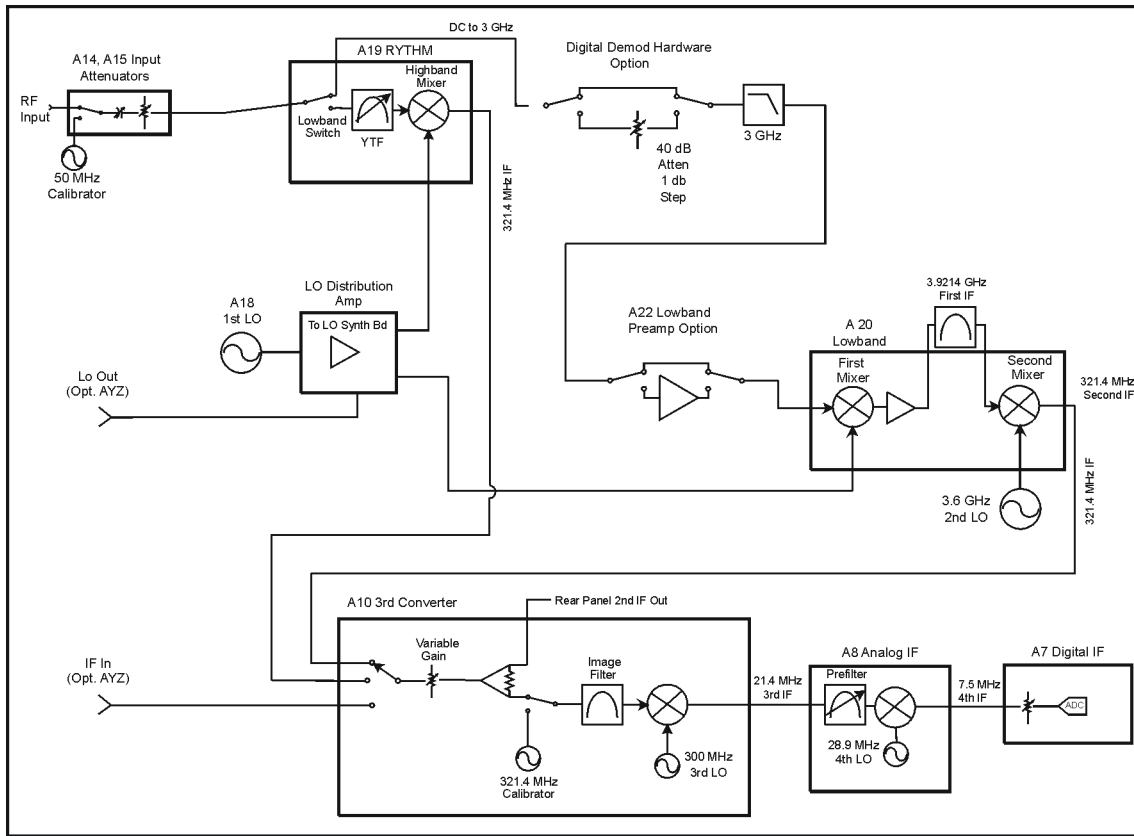 DC to 3 GHz
A14, A15 Input
Attenuators
RF
Input
50 MHz
Calibrator
A19 RYTHM
Highband
Mixer
Lowband
Switch
YTF
321.4 MHz IF
Digital Demod Hardware
Option
40 dB
Atten
1 db
Step
3 GHz
A18
1st LO
LO Distribution
Amp
To LO Synth Bd
Lo Out
(Opt. AYZ)
A22 Lowband
Preamp Option
3.9214 GHz
First IF
A 20
Lowband
First
Mixer
Second
Mixer
321.4 MHz
Second IF
3.6 GHz
2nd LO
321.4 MHz IF
A10 3rd Converter
Rear Panel 2nd IF Out
IF In
(Opt. AYZ)
Variable
Gain
Image
Filter
321.4 MHz
Calibrator
300 MHz
3rd LO
21.4 MHz
3rd IF
A8 Analog IF
Prefilter
28.9 MHz
4th LO
7.5 MHz
4th IF
A7 Digital IF
ADC